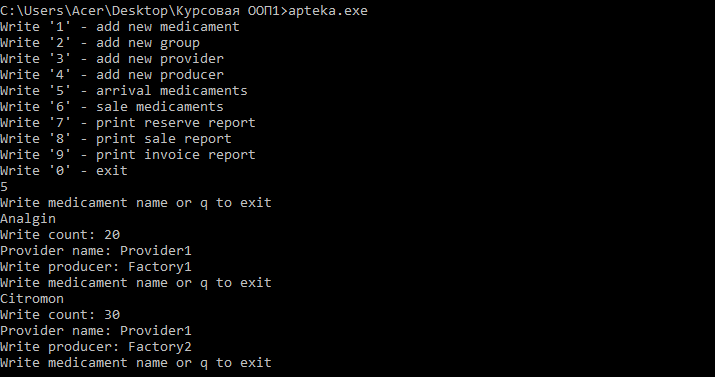 C:\Users\Acer\Desktop\Курсовая ООП1>apteka.exe
Write '1' - add new medicament
Write '2' - add new group
Write '3' - add new provider
Write '4' - add new producer
Write '5' - arrival medicaments
Write '6' - sale medicaments
Write '7' - print reserve report
Write '8' - print sale report
Write '9' - print invoice report
Write '0' - exit
5
Write medicament name or q to exit
Analgin
Write count: 20
Provider name: Provider1
Write producer: Factory1
Write medicament name or q to exit
Citromon
Write count: 30
Provider name: Provider1
Write producer: Factory2
Write medicament name or q to exit